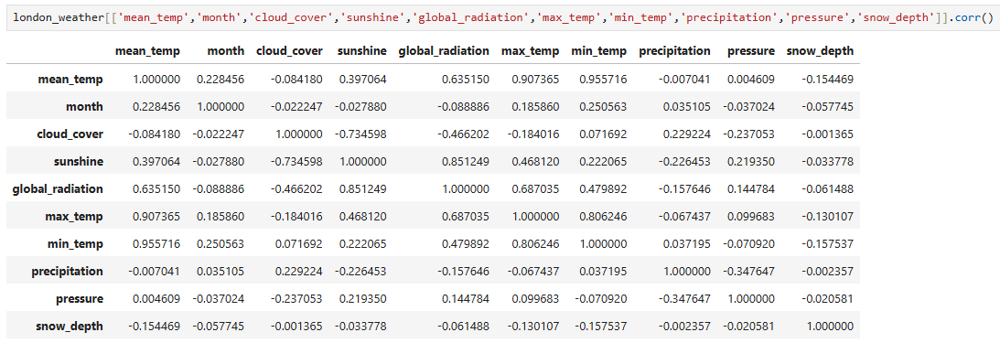 london_weather[['mean_temp','month','cloud_cover','sunshine','global_radiation','max_temp','min_temp','precipitation','pressure','snow_depth']].corr()
mean_temp month cloud_cover sunshine global_radiation max_temp min_temp precipitation pressure snow_depth
mean_temp 1.000000 0.228456 -0.084180 0.397064 0.635150 0.907365 0.955716 -0.007041 0.004609 -0.154469
month 0.228456 1.000000 -0.022247 -0.027880 -0.088886 0.185860 0.250563 0.035105 -0.037024 -0.057745
cloud_cover -0.084180 -0.022247 1.000000 -0.734598 -0.466202 -0.184016 0.071692 0.229224 -0.237053 -0.001365
sunshine 0.397064 -0.027880 -0.734598 1.000000 0.851249 0.468120 0.222065 -0.226453 0.219350 -0.033778
global_radiation 0.635150 -0.088886 -0.466202 0.851249 1.000000 0.687035 0.479892 -0.157646 0.144784 -0.061488
max_temp 0.907365 0.185860 -0.184016 0.468120 0.687035 1.000000 0.806246 -0.067437 0.099683 -0.130107
min_temp 0.955716 0.250563 0.071692 0.222065 0.479892 0.806246 1.000000 0.037195 -0.070920 -0.157537
precipitation -0.007041 0.035105 0.229224 -0.226453 -0.157646 -0.067437 0.037195 1.000000 -0.347647 -0.002357
pressure 0.004609 -0.037024 -0.237053 0.219350 0.144784 0.099683 -0.070920 -0.347647 1.000000 -0.020581
snow_depth -0.154469 -0.057745 -0.001365 -0.033778 -0.061488 -0.130107 -0.157537 -0.002357 -0.020581 1.000000